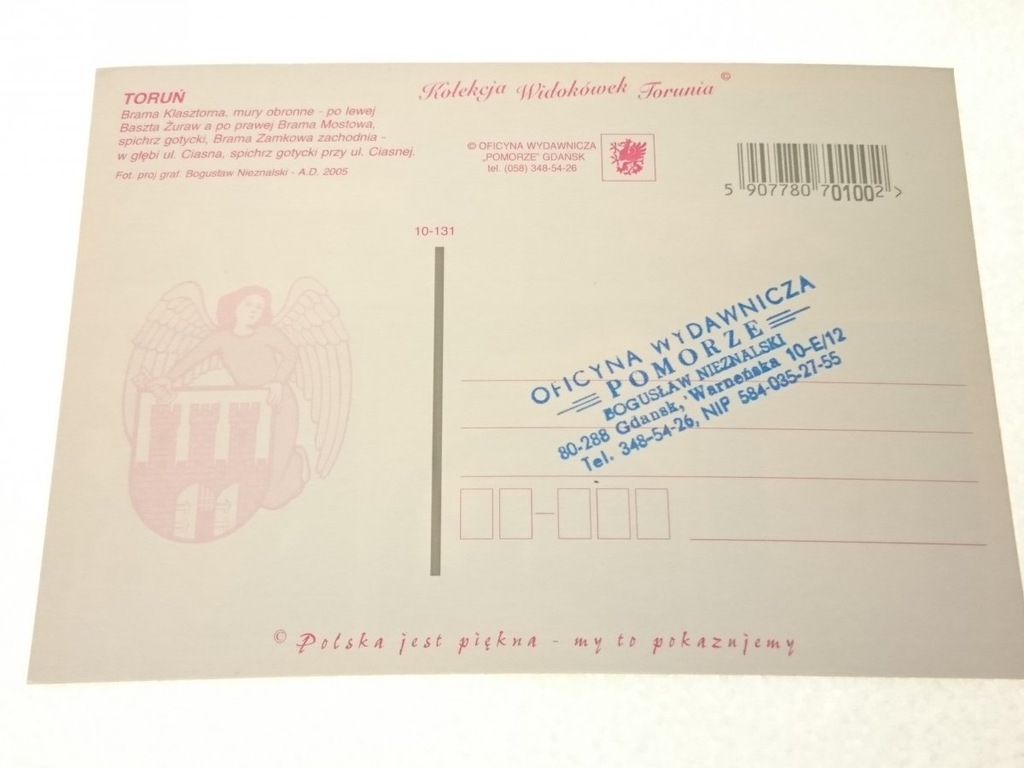 TORUŃ
Brama Klasztorna, mury obronne - po lewej
Baszta Żuraw a po prawej Brama Mostowa,
spichrz gotycki, Brama Zamkowa zachodnia -
w głębi ul. Ciasna, spichrz gotycki przy ul. Ciasnej.
Fot. proj graf. Bogusław Nieznalski - A.D. 2005
Kolekcja Widokówek Torunia ©
© OFICYNA WYDAWNICZA
„POMORZE" GDAŃSK
tel. (058) 348-54-26
5 907780 701002 >
10-131
OFICYNA WYDAWNICZA
POMORZE
BOGUSŁAW NIEZNALSKI
80-288 Gdańsk, Warneńska 10-E/12
Tel. 348-54-26, NIP 584-035-27-55
© Polska jest piękna - my to pokazujemy